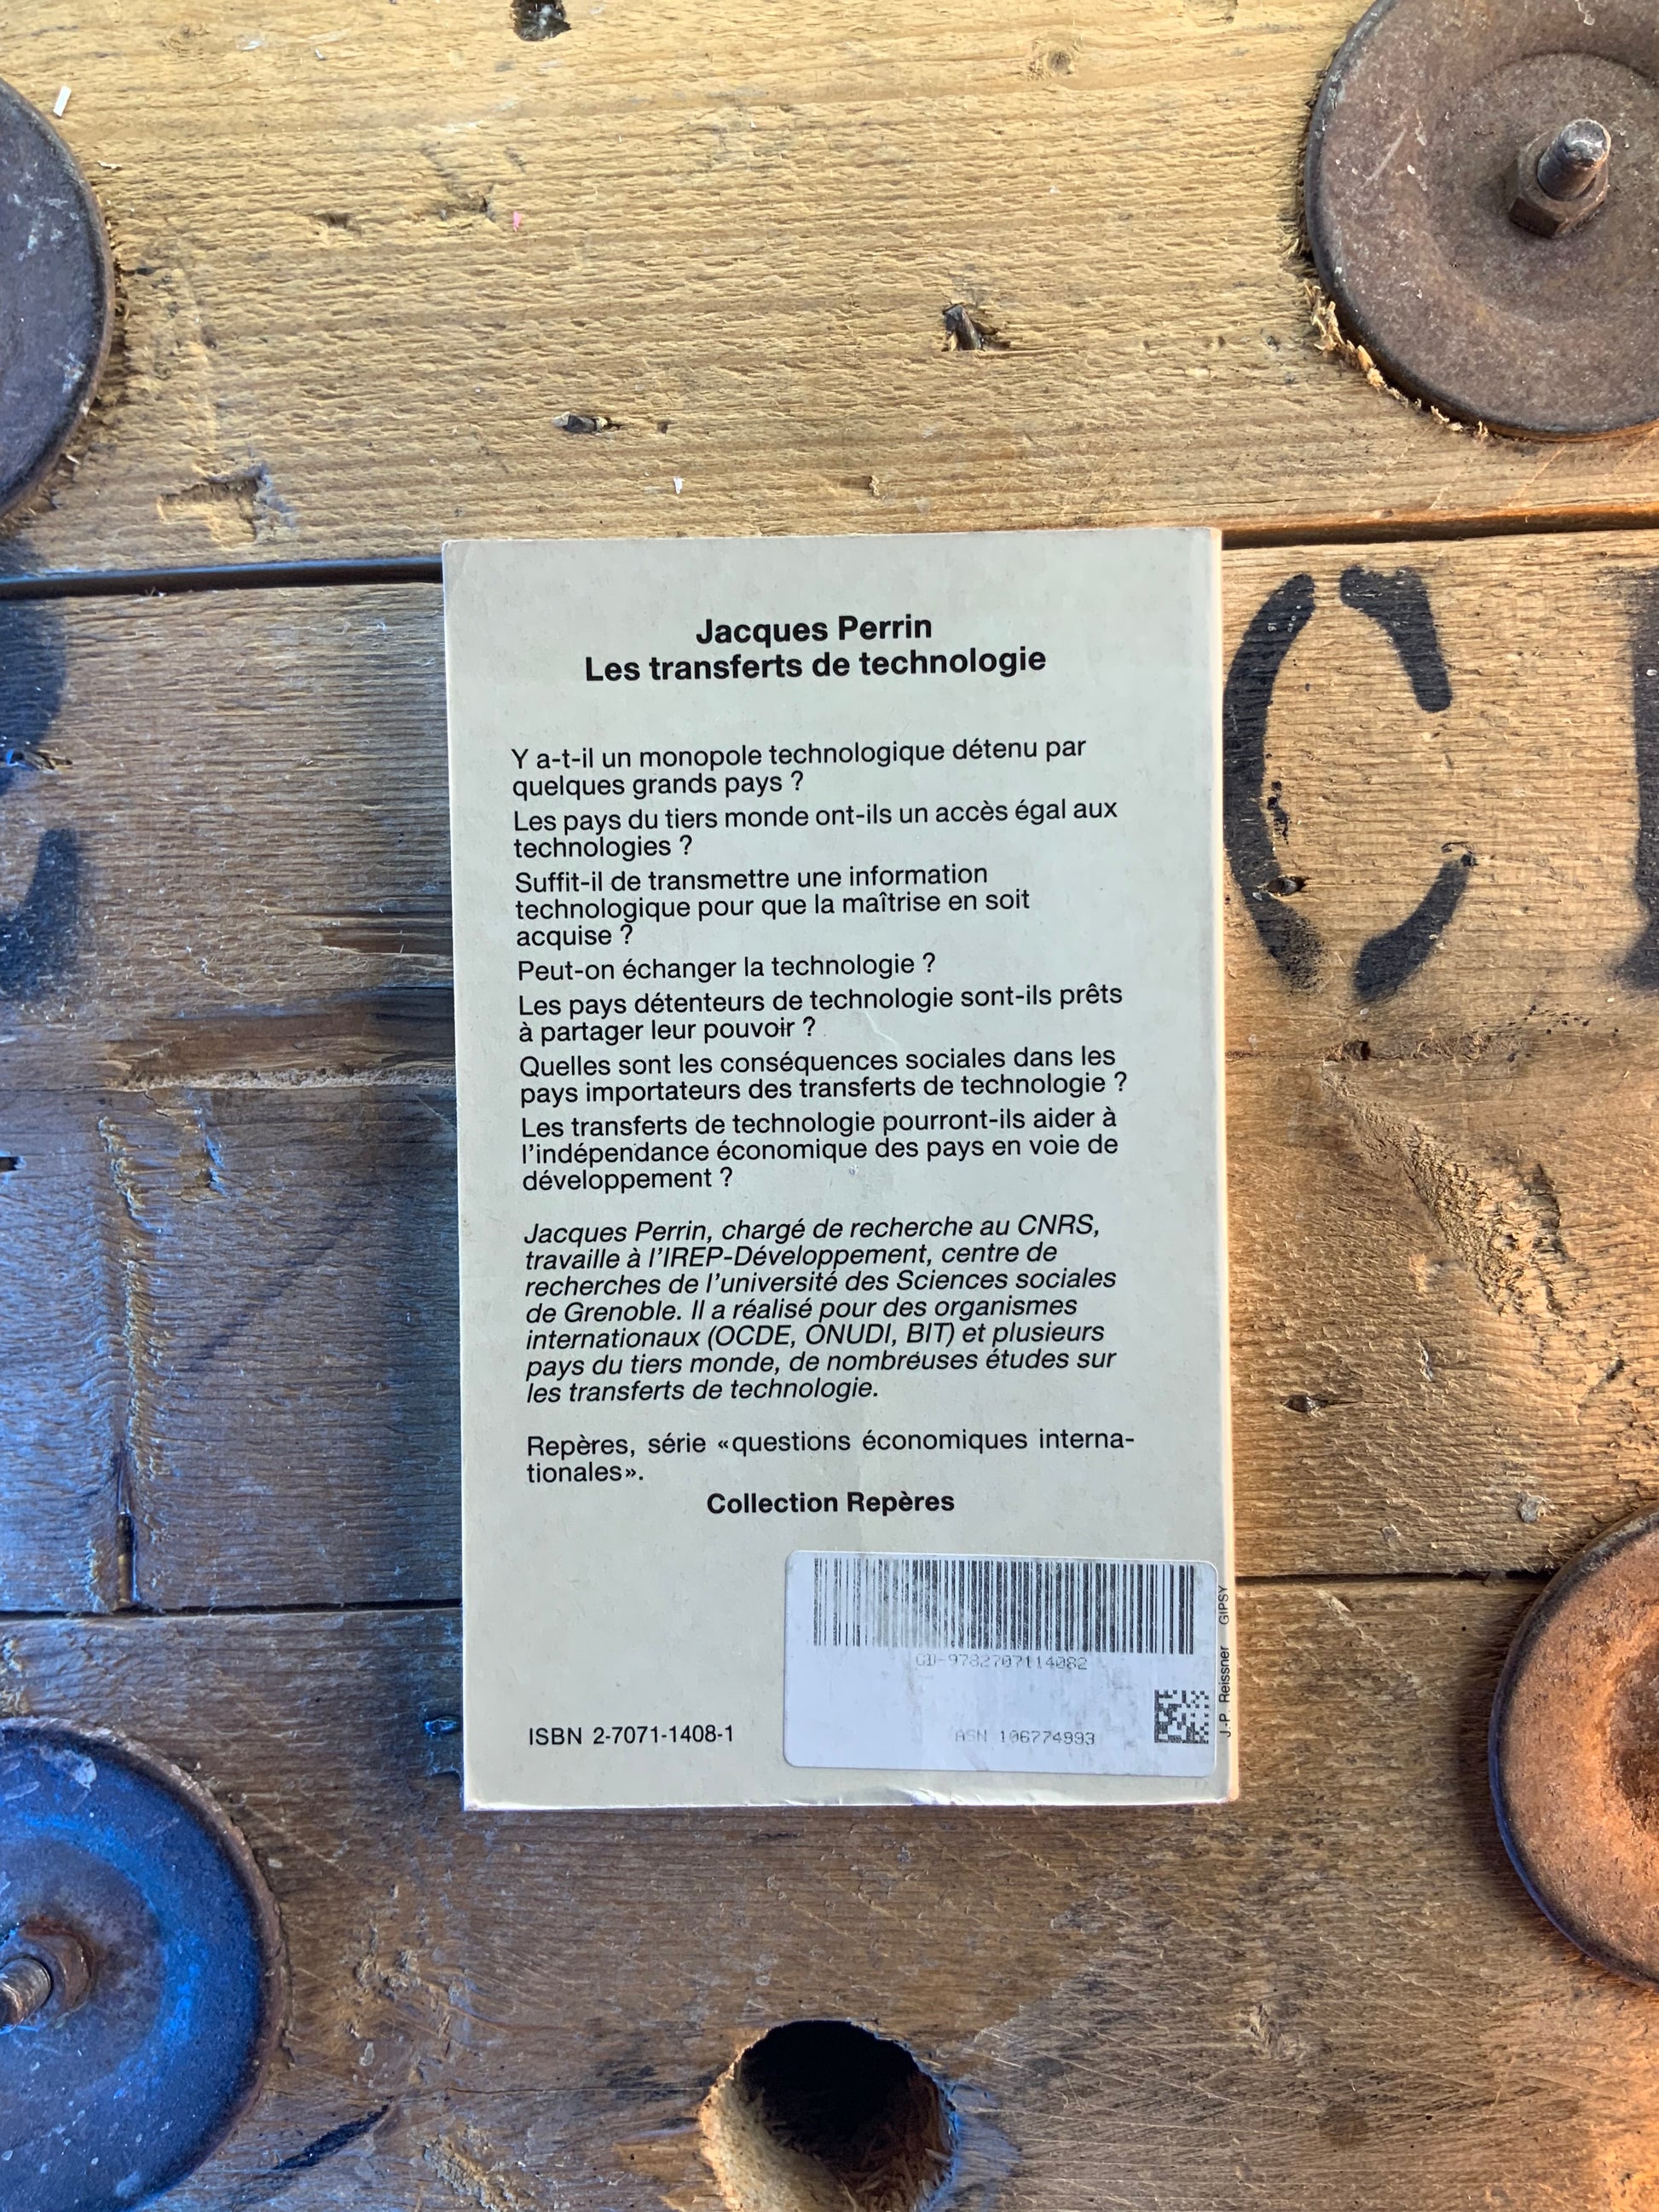 Jacques Perrin
Les transferts de technologie
Y a-t-il un monopole technologique détenu par
quelques grands pays ?
Les pays du tiers monde ont-ils un accès égal aux
technologies ?
Suffit-il de transmettre une information
technologique pour que la maîtrise en soit
acquise ?
Peut-on échanger la technologie ?
Les pays détenteurs de technologie sont-ils prêts
à partager leur pouvoir ?
Quelles sont les conséquences sociales dans les
pays importateurs des transferts de technologie ?
Les transferts de technologie pourront-ils aider à
l'indépendance économique des pays en voie de
développement ?
Jacques Perrin, chargé de recherche au CNRS,
travaille à l'IREP-Développement, centre de
recherches de l'université des Sciences sociales
de Grenoble. Il a réalisé pour des organismes
internationaux (OCDE, ONUDI, BIT) et plusieurs
pays du tiers monde, de nombreuses études sur
les transferts de technologie.
Repères, série «questions économiques interna-
tionales».
Collection Repères
GD-9782707114082
ASN 106774993
ISBN 2-7071-1408-1
J.-P. Reissner GIPSY
C